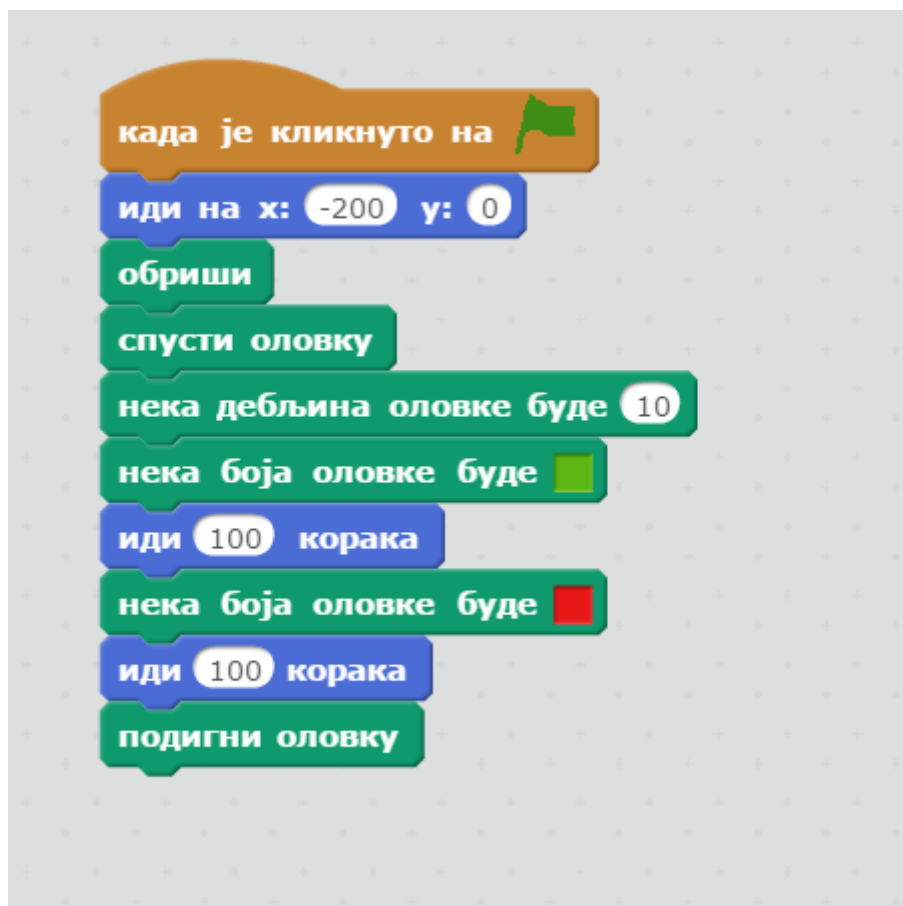 када је кликнуто на
иди на x: -200 y: 0
обриши
спусти оловку
нека дебљина оловке буде 10
нека боја оловке буде
иди 100 корака
нека боја оловке буде
иди 100 корака
подигни оловку